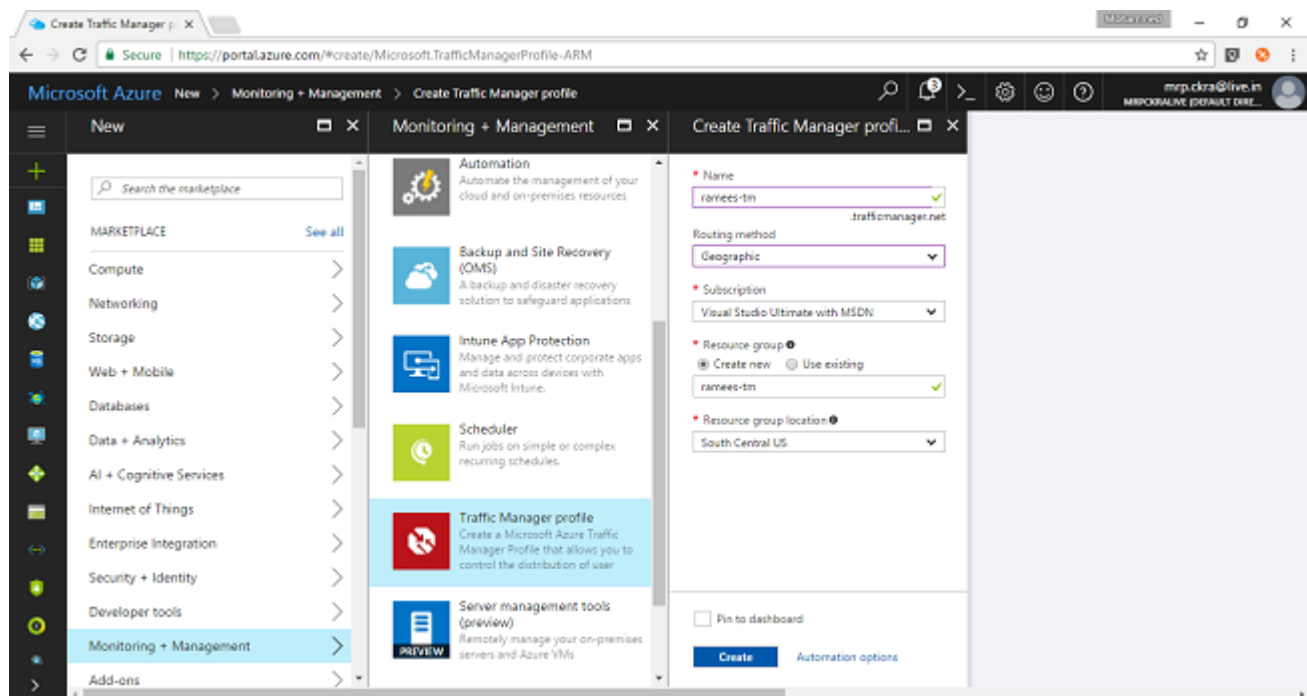 Create Traffic Manager p
Secure | https://portal.azure.com/#create/Microsoft.TrafficManagerProfile-ARM
Microsoft Azure New > Monitoring + Management > Create Traffic Manager profile
3
mrp.ckra@live.in
MRPCKRALIVE (DEFAULT DIRE...
New
Search the marketplace
MARKETPLACE
See all
Compute
Networking
Storage
Web + Mobile
Databases
Data + Analytics
AI + Cognitive Services
Internet of Things
Enterprise Integration
Security + Identity
Developer tools
Monitoring + Management
Add-ons
Monitoring + Management
Automation
Automate the management of your
cloud and on-premises resources
Backup and Site Recovery
(OMS)
A backup and disaster recovery
solution to safeguard applications
Intune App Protection
Manage and protect corporate apps
and data across devices with
Microsoft Intune.
Scheduler
Run jobs on simple or complex
recurring schedules.
Traffic Manager profile
Create a Microsoft Azure Traffic
Manager Profile that allows you to
control the distribution of user
PREVIEW
Server management tools
(preview)
Remotely manage your on-premises
servers and Azure VMs
Create Traffic Manager profi...
* Name
ramees-tm
.trafficmanager.net
Routing method
Geographic
* Subscription
Visual Studio Ultimate with MSDN
* Resource group
Create new
Use existing
ramees-tm
* Resource group location
South Central US
Pin to dashboard
Create
Automation options